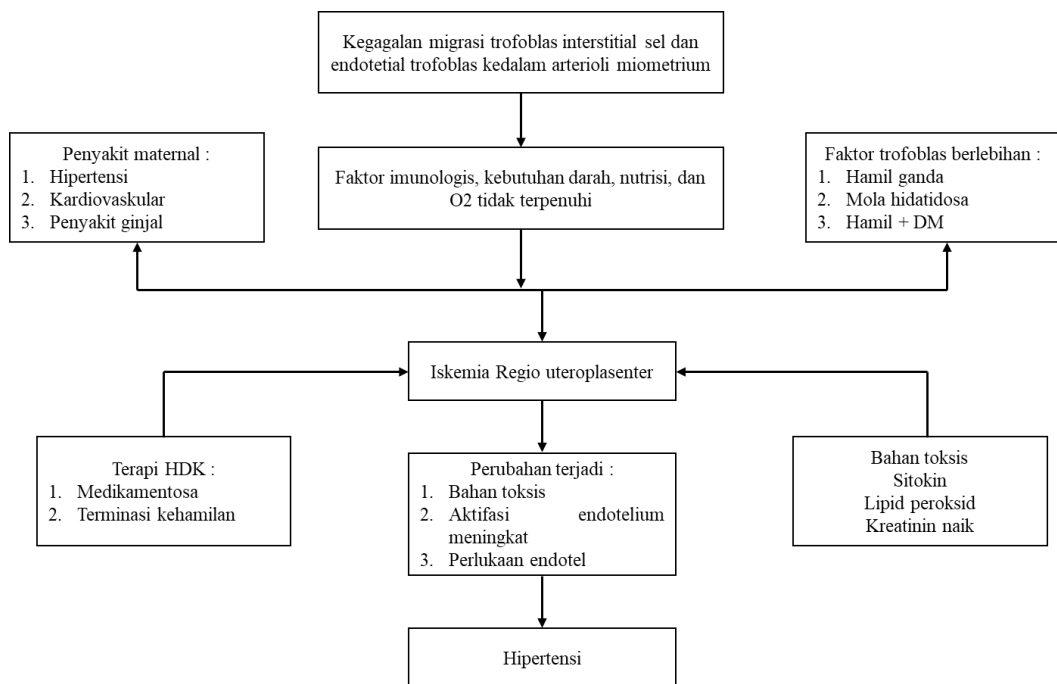 Kegagalan migrasi trofoblas interstitial sel dan
endotetial trofoblas kedalam arterioli miometrium
Penyakit maternal :
1. Hipertensi
2. Kardiovaskular
3. Penyakit ginjal
Faktor imunologis, kebutuhan darah, nutrisi, dan
O2 tidak terpenuhi
Faktor trofoblas berlebihan :
1. Hamil ganda
2. Mola hidatidosa
3. Hamil + DM
Iskemia Regio uteroplasenter
Terapi HDK :
1. Medikamentosa
2. Terminasi kehamilan
Perubahan terjadi :
1. Bahan toksis
2. Aktifasi endotelium
meningkat
3. Perlukaan endotel
Bahan toksis
Sitokin
Lipid peroksid
Kreatinin naik
Hipertensi